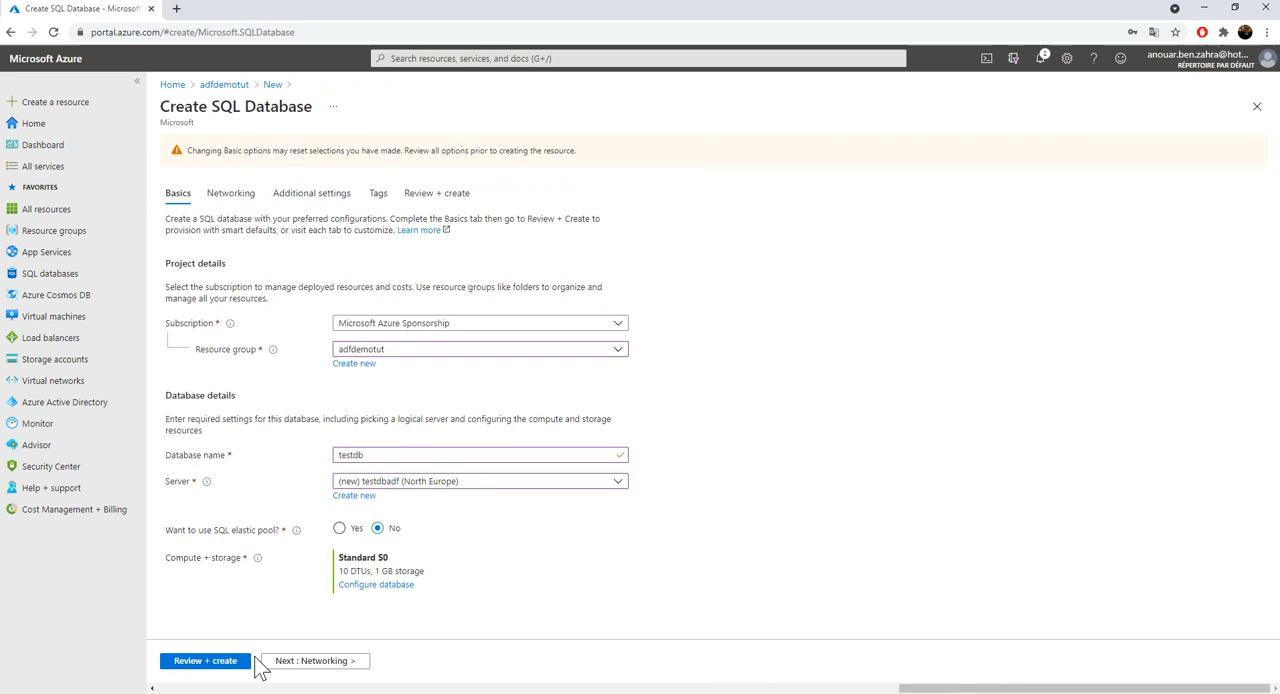 Create SQL Database - Microsoft
portal.azure.com/#create/Microsoft.SQLDatabase
Microsoft Azure
Search resources, services, and docs (G+/)
2
anouar.ben.zahra@hot...
RÉPERTOIRE PAR DÉFAUT
Create a resource
Home
Dashboard
All services
FAVORITES
All resources
Resource groups
App Services
SQL databases
Azure Cosmos DB
Virtual machines
Load balancers
Storage accounts
Virtual networks
Azure Active Directory
Monitor
Advisor
Security Center
Help + support
Cost Management + Billing
Home > adfdemotut > New >
Create SQL Database ...
Microsoft
Changing Basic options may reset selections you have made. Review all options prior to creating the resource.
Basics Networking Additional settings Tags Review + create
Create a SQL database with your preferred configurations. Complete the Basics tab then go to Review + Create to
provision with smart defaults, or visit each tab to customize. Learn more
Project details
Select the subscription to manage deployed resources and costs. Use resource groups like folders to organize and
manage all your resources.
Subscription * Microsoft Azure Sponsorship
Resource group * adfdemotut
Create new
Database details
Enter required settings for this database, including picking a logical server and configuring the compute and storage
resources
Database name * testdb
Server * (new) testdbadf (North Europe)
Create new
Want to use SQL elastic pool? * Yes No
Compute + storage * Standard S0
10 DTUs, 1 GB storage
Configure database
Review + create Next : Networking >